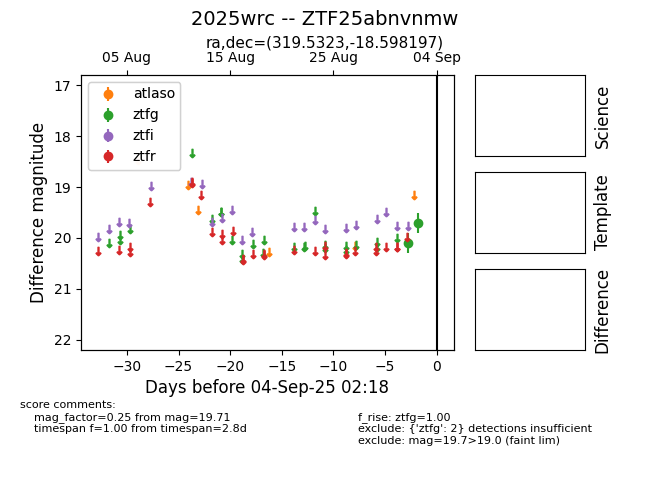 2025wrc -- ZTF25abnvnmw
ra,dec=(319.5323,-18.598197)
05 Aug 15 Aug 25 Aug 04 Sep
17
18
19
20
21
22
Difference magnitude
atlaso
ztfg
ztfi
ztfr
−30 −25 −20 −15 −10 −5 0
Days before 04-Sep-25 02:18
Science
Template
Difference
score comments:
mag_factor=0.25 from mag=19.71
timespan f=1.00 from timespan=2.8d
f_rise: ztfg=1.00
exclude: {'ztfg': 2} detections insufficient
exclude: mag=19.7>19.0 (faint lim)